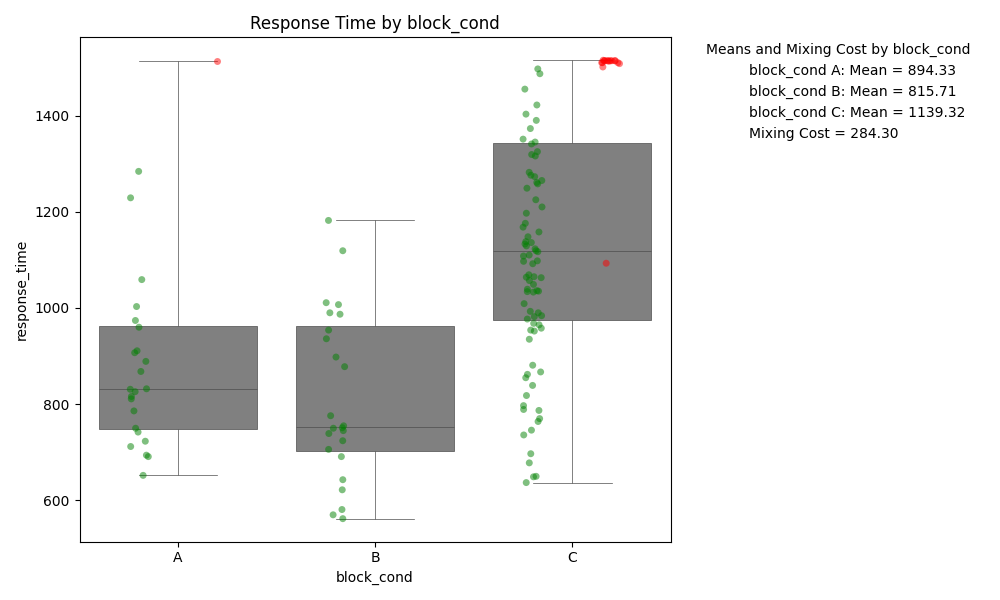 Response Time by block_cond
Means and Mixing Cost by block_cond
block_cond A: Mean = 894.33
block_cond B: Mean = 815.71
block_cond C: Mean = 1139.32
Mixing Cost = 284.30
response_time
1400
1200
1000
800
600
A
B
C
block_cond